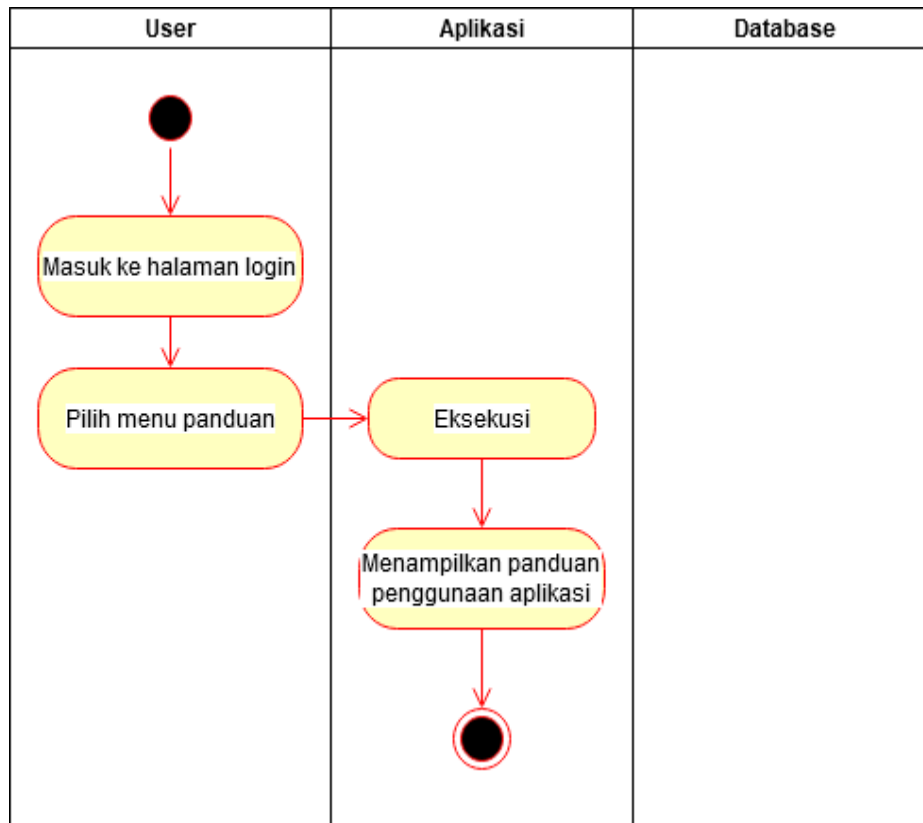 User
Aplikasi
Database
Masuk ke halaman login
Pilih menu panduan
Eksekusi
Menampilkan panduan
penggunaan aplikasi